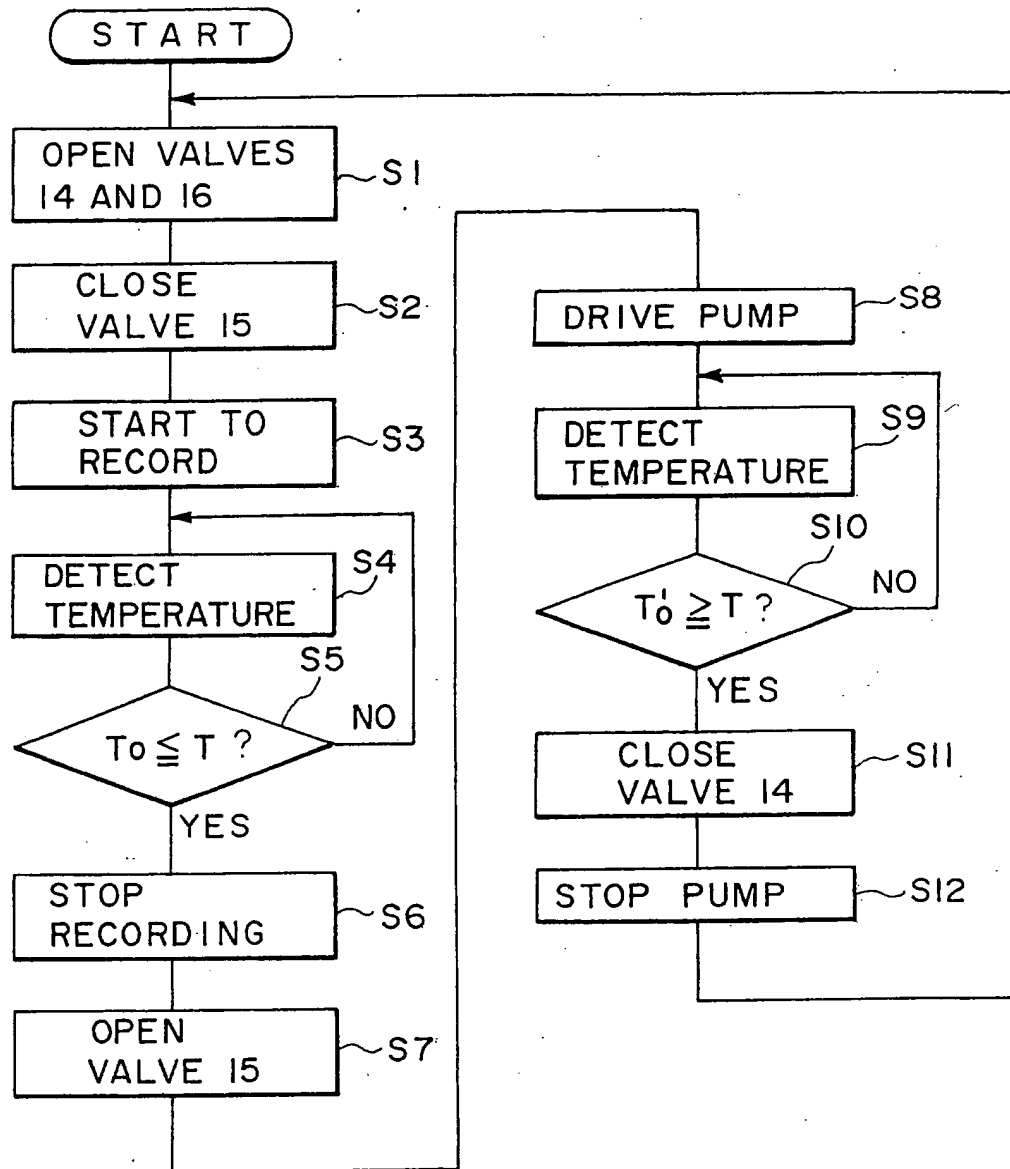 START
OPEN VALVES
14 AND 16
S1
CLOSE
VALVE 15
S2
START TO
RECORD
S3
DETECT
TEMPERATURE
S4
To ≦ T ?
S5
NO
YES
STOP
RECORDING
S6
OPEN
VALVE 15
S7
DRIVE PUMP
S8
DETECT
TEMPERATURE
S9
T'o ≧ T ?
S10
NO
YES
CLOSE
VALVE 14
S11
STOP PUMP
S12